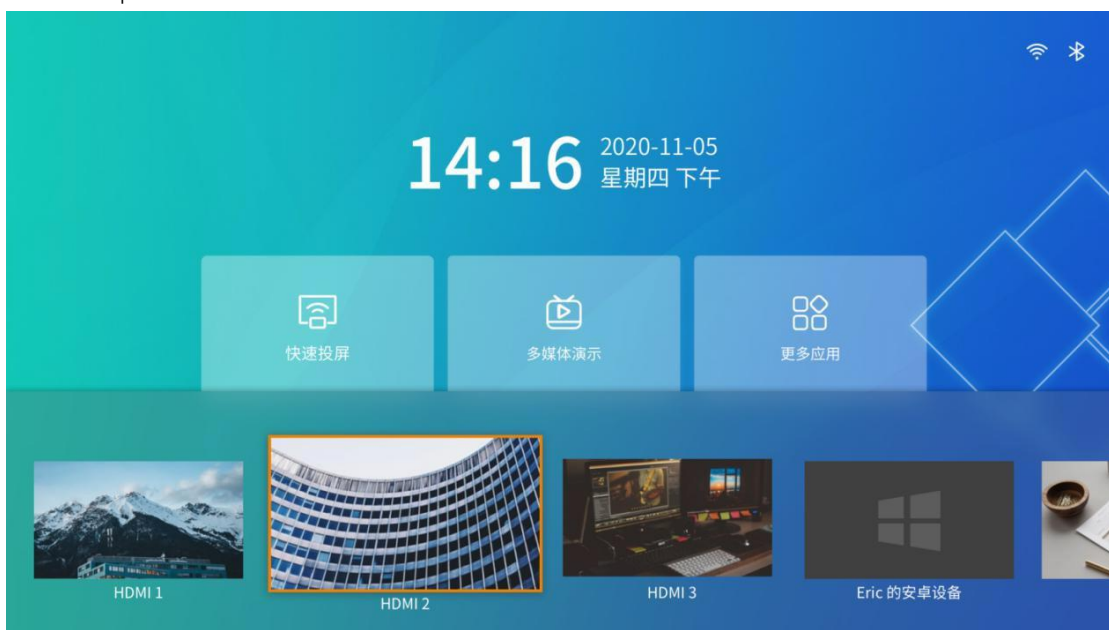 14:16
2020-11-05
星期四 下午
快速投屏
多媒体演示
更多应用
HDMI 1
HDMI 2
HDMI 3
Eric 的安卓设备